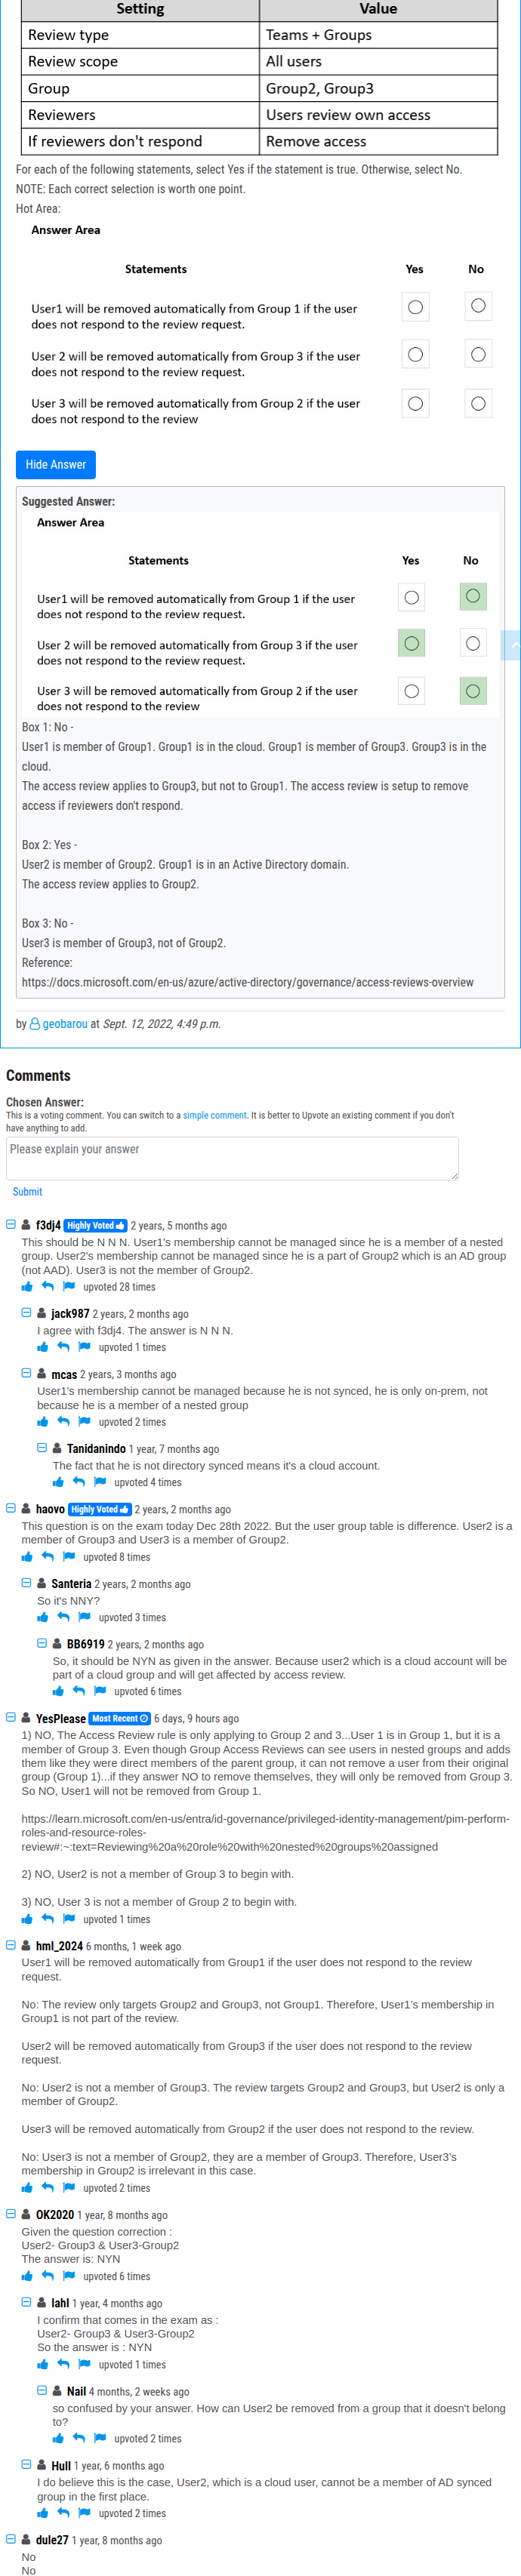 Setting Value
Review type Teams + Groups
Review scope All users
Group Group2, Group3
Reviewers Users review own access
If reviewers don't respond Remove access
For each of the following statements, select Yes if the statement is true. Otherwise, select No.
NOTE: Each correct selection is worth one point.
Hot Area:
Answer Area
Statements Yes No
User1 will be removed automatically from Group 1 if the user
does not respond to the review request.
User 2 will be removed automatically from Group 3 if the user
does not respond to the review request.
User 3 will be removed automatically from Group 2 if the user
does not respond to the review
Hide Answer
Suggested Answer:
Answer Area
Statements Yes No
User1 will be removed automatically from Group 1 if the user
does not respond to the review request.
User 2 will be removed automatically from Group 3 if the user
does not respond to the review request.
User 3 will be removed automatically from Group 2 if the user
does not respond to the review
Box 1: No -
User1 is member of Group1. Group1 is in the cloud. Group1 is member of Group3. Group3 is in the
cloud.
The access review applies to Group3, but not to Group1. The access review is setup to remove
access if reviewers don't respond.
Box 2: Yes -
User2 is member of Group2. Group1 is in an Active Directory domain.
The access review applies to Group2.
Box 3: No -
User3 is member of Group3, not of Group2.
Reference:
https://docs.microsoft.com/en-us/azure/active-directory/governance/access-reviews-overview
by geobarou at Sept. 12, 2022, 4:49 p.m.
Comments
Chosen Answer:
This is a voting comment. You can switch to a simple comment. It is better to Upvote an existing comment if you don't
have anything to add.
Please explain your answer
Submit
f3dj4 Highly Voted 2 years, 5 months ago
This should be N N N. User1's membership cannot be managed since he is a member of a nested
group. User2's membership cannot be managed since he is a part of Group2 which is an AD group
(not AAD). User3 is not the member of Group2.
upvoted 28 times
jack987 2 years, 2 months ago
I agree with f3dj4. The answer is N N N.
upvoted 1 times
mcas 2 years, 3 months ago
User1's membership cannot be managed because he is not synced, he is only on-prem, not
because he is a member of a nested group
upvoted 2 times
Tanidanindo 1 year, 7 months ago
The fact that he is not directory synced means it's a cloud account.
upvoted 4 times
haovo Highly Voted 2 years, 2 months ago
This question is on the exam today Dec 28th 2022. But the user group table is difference. User2 is a
member of Group3 and User3 is a member of Group2.
upvoted 8 times
Santeria 2 years, 2 months ago
So it's NNY?
upvoted 3 times
BB6919 2 years, 2 months ago
So, it should be NYN as given in the answer. Because user2 which is a cloud account will be
part of a cloud group and will get affected by access review.
upvoted 6 times
YesPlease Most Recent 6 days, 9 hours ago
1) NO, The Access Review rule is only applying to Group 2 and 3...User 1 is in Group 1, but it is a
member of Group 3. Even though Group Access Reviews can see users in nested groups and adds
them like they were direct members of the parent group, it can not remove a user from their original
group (Group 1)...if they answer NO to remove themselves, they will only be removed from Group 3.
So NO, User1 will not be removed from Group 1.
https://learn.microsoft.com/en-us/entra/id-governance/privileged-identity-management/pim-perform-
roles-and-resource-roles-
review#:~:text=Reviewing%20a%20role%20with%20nested%20groups%20assigned
2) NO, User2 is not a member of Group 3 to begin with.
3) NO, User 3 is not a member of Group 2 to begin with.
upvoted 1 times
hml_2024 6 months, 1 week ago
User1 will be removed automatically from Group1 if the user does not respond to the review
request.
No: The review only targets Group2 and Group3, not Group1. Therefore, User1's membership in
Group1 is not part of the review.
User2 will be removed automatically from Group3 if the user does not respond to the review
request.
No: User2 is not a member of Group3. The review targets Group2 and Group3, but User2 is only a
member of Group2.
User3 will be removed automatically from Group2 if the user does not respond to the review.
No: User3 is not a member of Group2, they are a member of Group3. Therefore, User3's
membership in Group2 is irrelevant in this case.
upvoted 2 times
OK2020 1 year, 8 months ago
Given the question correction :
User2- Group3 & User3-Group2
The answer is: NYN
upvoted 6 times
lahl 1 year, 4 months ago
I confirm that comes in the exam as :
User2- Group3 & User3-Group2
So the answer is : NYN
upvoted 1 times
Nail 4 months, 2 weeks ago
so confused by your answer. How can User2 be removed from a group that it doesn't belong
to?
upvoted 2 times
Hull 1 year, 6 months ago
I do believe this is the case, User2, which is a cloud user, cannot be a member of AD synced
group in the first place.
upvoted 2 times
dule27 1 year, 8 months ago
No
No